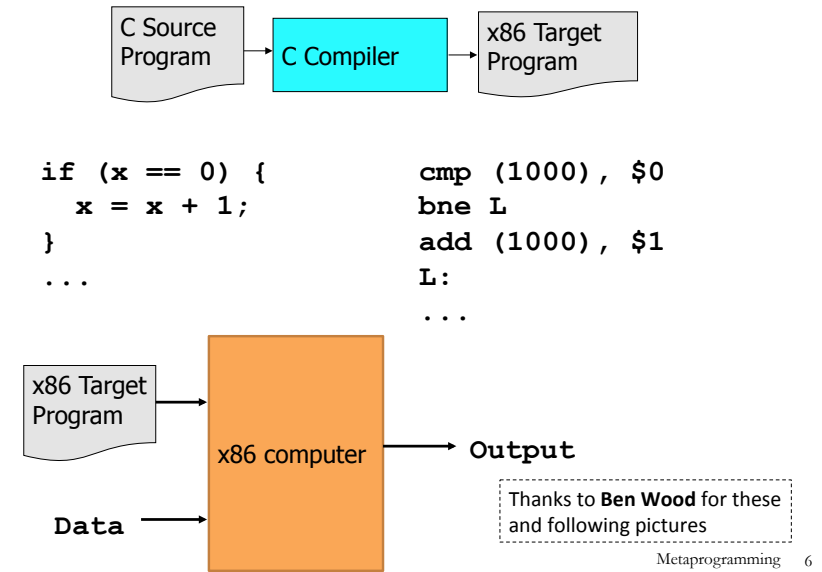 C Source
Program
C Compiler
x86 Target
Program
if (x == 0) {
  x = x + 1;
}
...
cmp (1000), $0
bne L
add (1000), $1
L:
...
x86 Target
Program
x86 computer
Output
Data
Thanks to Ben Wood for these
and following pictures
Metaprogramming 6